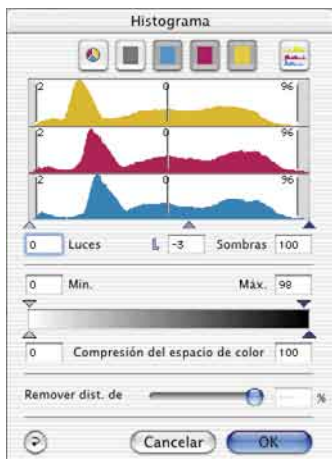 Histograma
2 0 96
2 0 96
2 0 96
0 Luces L -3 Sombras 100
0 Mín. Máx. 98
0 Compresión del espacio de color 100
Remover dist. de %
Cancelar OK